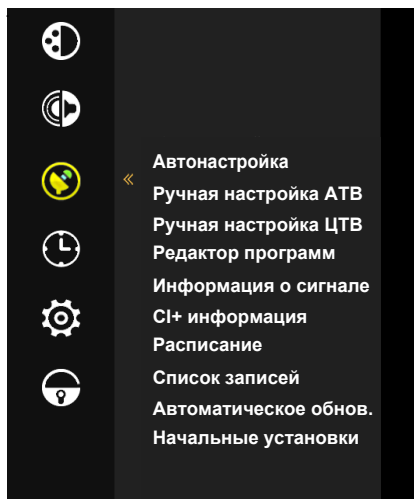 Автонастройка
Ручная настройка АТВ
Ручная настройка ЦТВ
Редактор программ
Информация о сигнале
CI+ информация
Расписание
Список записей
Автоматическое обнов.
Начальные установки